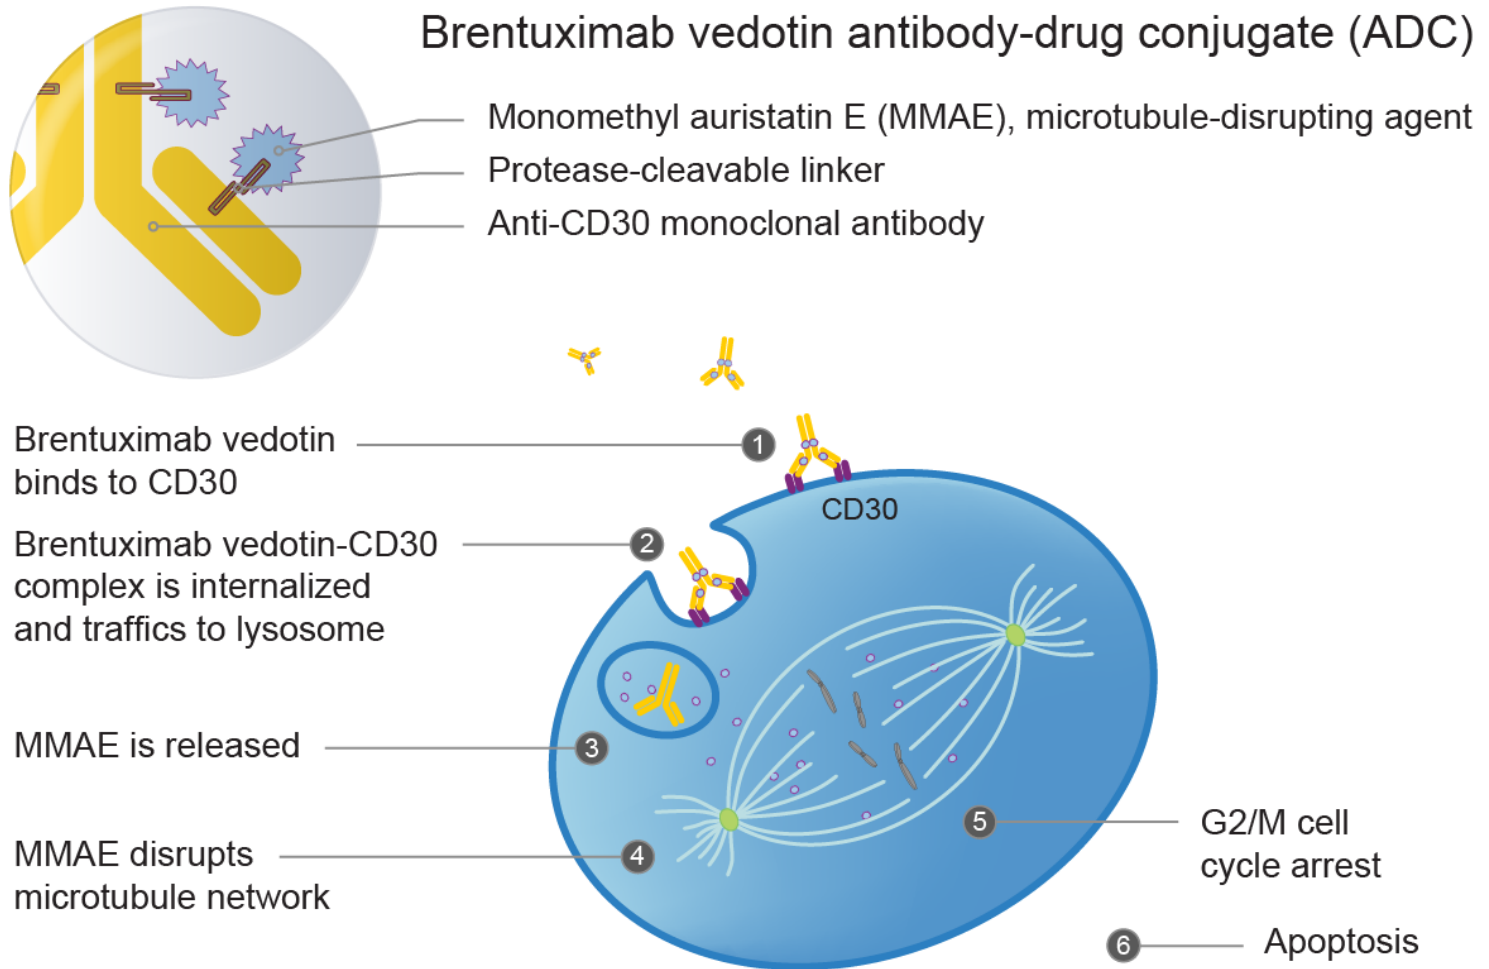 Brentuximab vedotin antibody-drug conjugate (ADC)
Monomethyl auristatin E (MMAE), microtubule-disrupting agent
Protease-cleavable linker
Anti-CD30 monoclonal antibody
Brentuximab vedotin
binds to CD30
1
CD30
Brentuximab vedotin-CD30
complex is internalized
and traffics to lysosome
2
MMAE is released
3
MMAE disrupts
microtubule network
4
5
G2/M cell
cycle arrest
6
Apoptosis